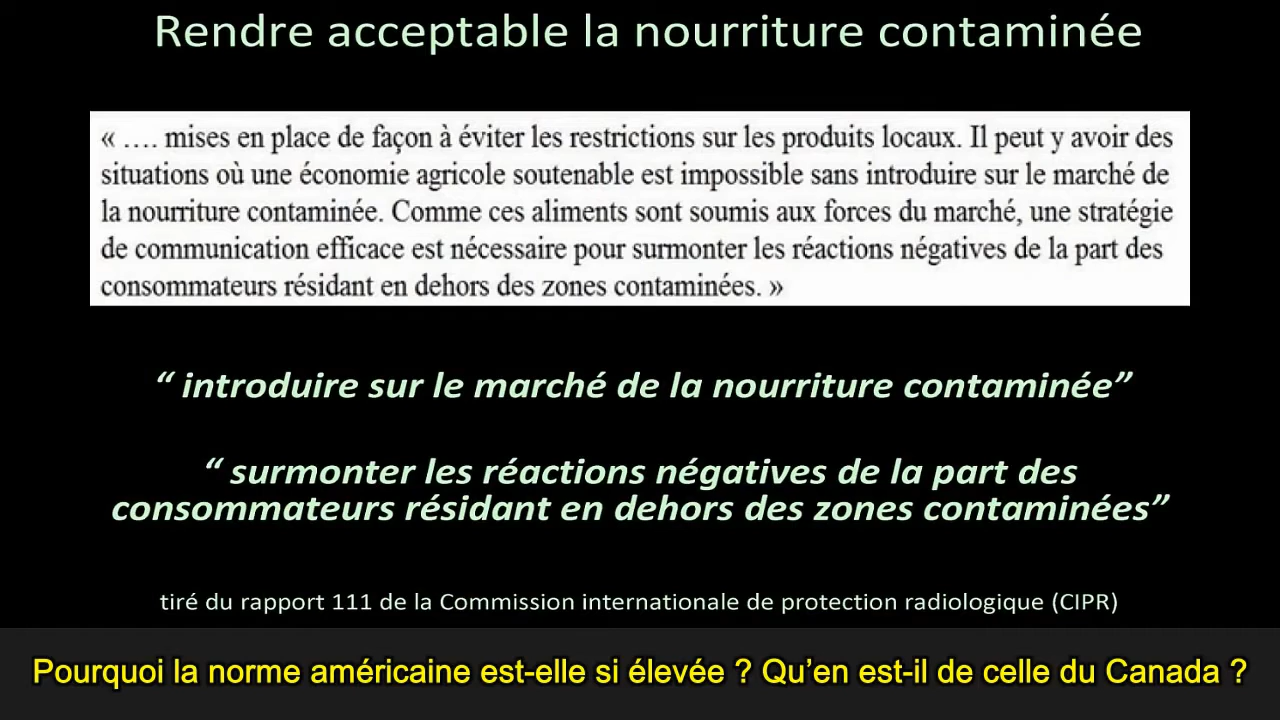 Rendre acceptable la nourriture contaminée
« …. mises en place de façon à éviter les restrictions sur les produits locaux. Il peut y avoir des
situations où une économie agricole soutenable est impossible sans introduire sur le marché de
la nourriture contaminée. Comme ces aliments sont soumis aux forces du marché, une stratégie
de communication efficace est nécessaire pour surmonter les réactions négatives de la part des
consommateurs résidant en dehors des zones contaminées. »
“ introduire sur le marché de la nourriture contaminée”
“ surmonter les réactions négatives de la part des
consommateurs résidant en dehors des zones contaminées”
tiré du rapport 111 de la Commission internationale de protection radiologique (CIPR)
Pourquoi la norme américaine est-elle si élevée ? Qu’en est-il de celle du Canada ?